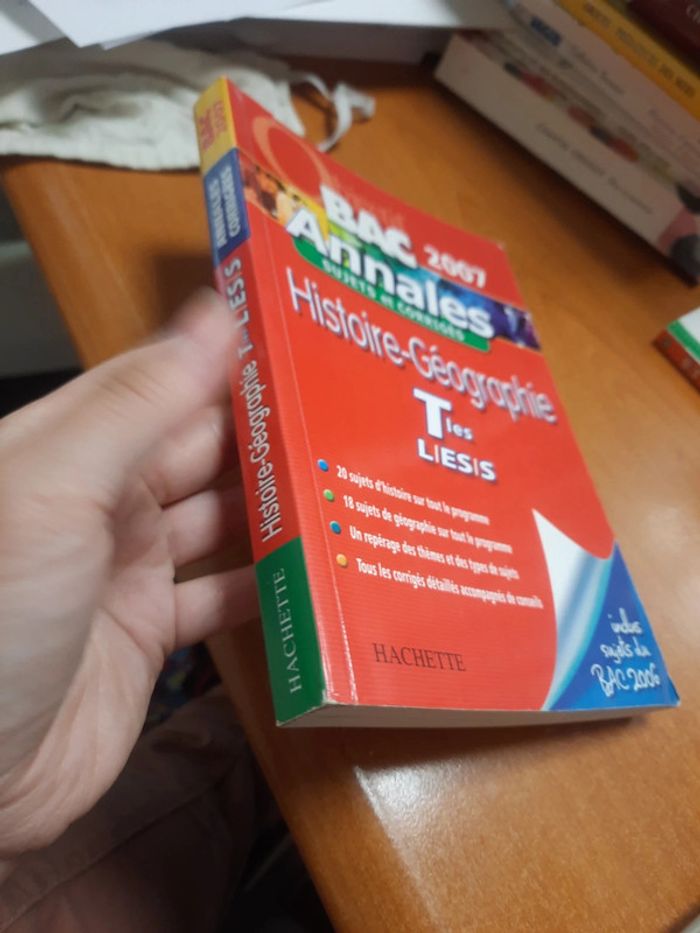 BAC 2007
Annales
SUJETS et CORRIGÉS
Histoire-Géographie
Tles
L/ES/S
20 sujets d'histoire sur tout le programme
18 sujets de géographie sur tout le programme
Un repérage des thèmes et des types de sujets
Tous les corrigés détaillés accompagnés de conseils
HACHETTE
inclus
sujets du
BAC 2006
ANNALES
CORRIGÉS
Histoire-Géographie Tles L/ES/S
HACHETTE